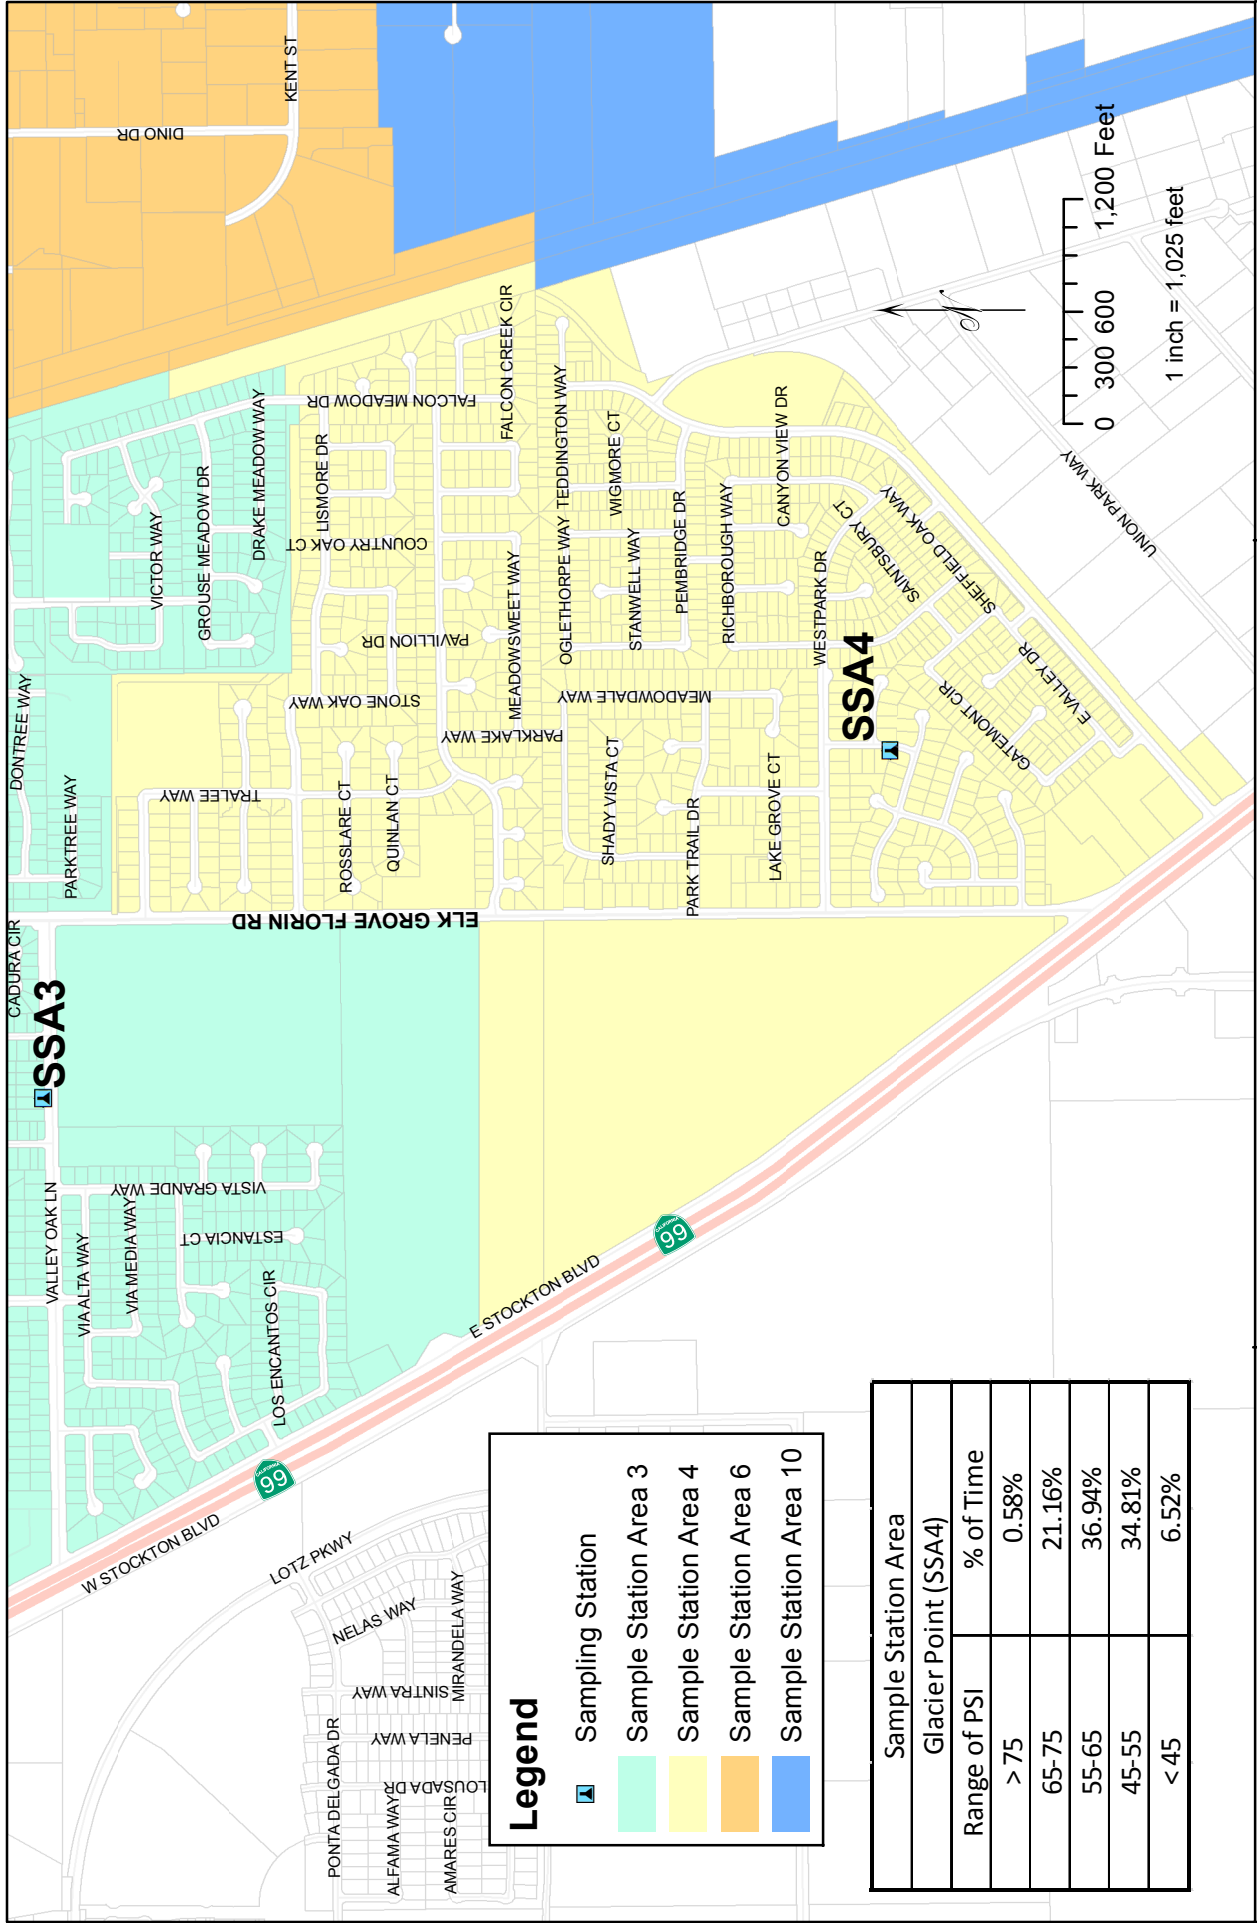 CADURA CIR
SSA3
VALLEY OAK LN
VIA ALTA WAY
VIA MEDIA WAY
VISTA GRANDE WAY
ESTANCIA CT
LOS ENCANTOS CIR
DONTREE WAY
PARKTREE WAY
VICTOR WAY
GROUSE MEADOW DR
DRAKE MEADOW WAY
DINO DR
KENT ST
ELK GROVE FLORIN RD
TRALEE WAY
ROSSLARE CT
QUINLAN CT
STONE OAK WAY
LISMORE DR
COUNTRY OAK CT
PAVILLION DR
FALCON MEADOW DR
FALCON CREEK CIR
MEADOWSWEET WAY
PARKLAKE WAY
OGLETHORPE WAY
TEDDINGTON WAY
WIGMORE CT
STANWELL WAY
PEMBRIDGE DR
MEADOWDALE WAY
SHADY VISTA CT
PARK TRAIL DR
LAKE GROVE CT
RICHBOROUGH WAY
CANYON VIEW DR
WESTPARK DR
SAINTSBURY CT
SHEFFIELD OAK WAY
SSA4
GATEMONT CIR
E VALLEY DR
UNION PARK WAY
E STOCKTON BLVD
W STOCKTON BLVD
CALIFORNIA
99
CALIFORNIA
99
LOTZ PKWY
NELAS WAY
MIRANDELA WAY
SINTRA WAY
PENELA WAY
LOUSADA DR
PONTA DELGADA DR
ALFAMA WAY
AMARES CIR
N
0 300 600 1,200 Feet
1 inch = 1,025 feet
Legend
Sampling Station
Sample Station Area 3
Sample Station Area 4
Sample Station Area 6
Sample Station Area 10
Sample Station Area
Glacier Point (SSA4)
Range of PSI % of Time
> 75 0.58%
65-75 21.16%
55-65 36.94%
45-55 34.81%
< 45 6.52%